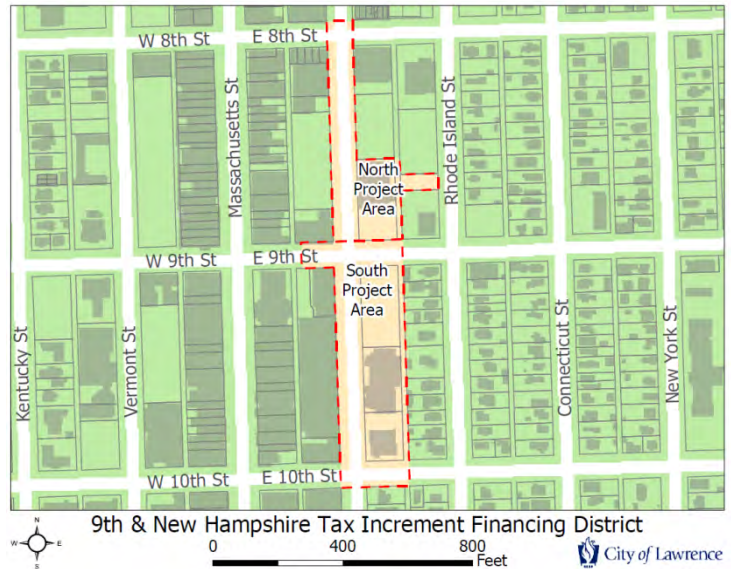 W 8th St
E 8th St
Massachusetts St
Rhode Island St
North
Project
Area
W 9th St
E 9th St
South
Project
Area
Kentucky St
Vermont St
Connecticut St
New York St
W 10th St
E 10th St
9th & New Hampshire Tax Increment Financing District
N
W
E
S
0
400
800
Feet
City of Lawrence